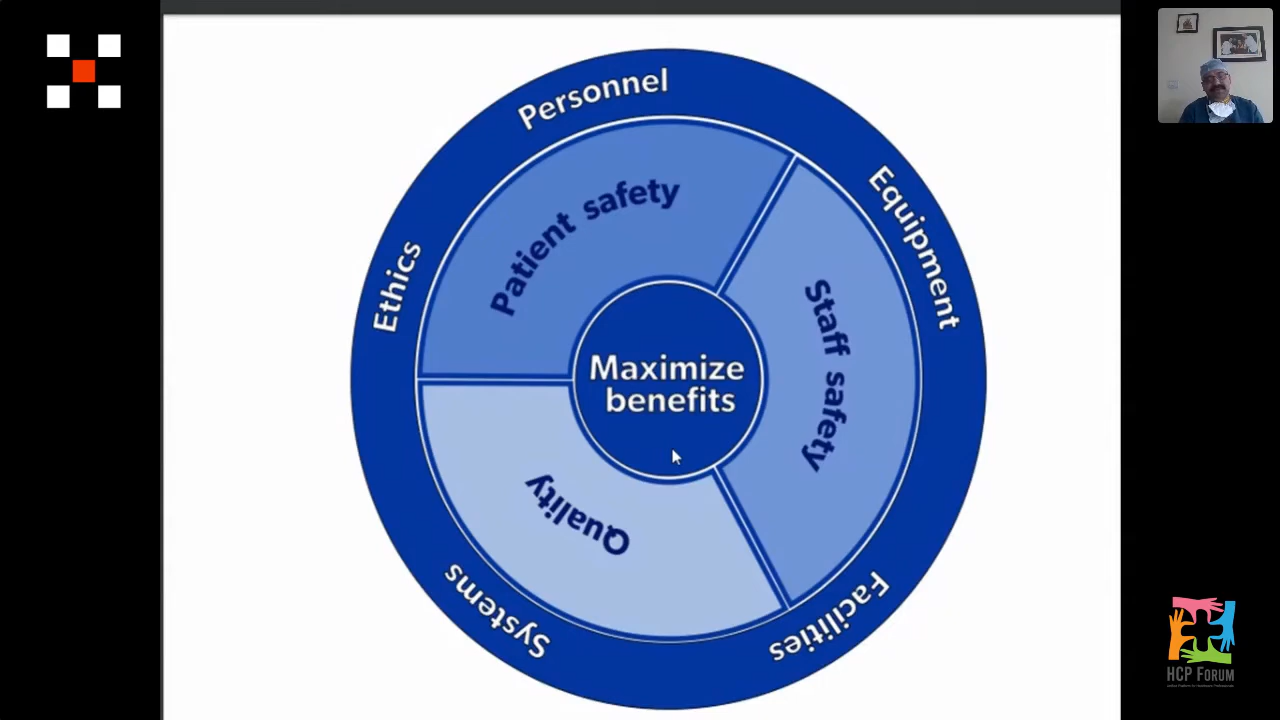 Personnel
Equipment
Facilities
Systems
Ethics
Patient safety
Staff safety
Quality
Maximize
benefits
HCP FORUM